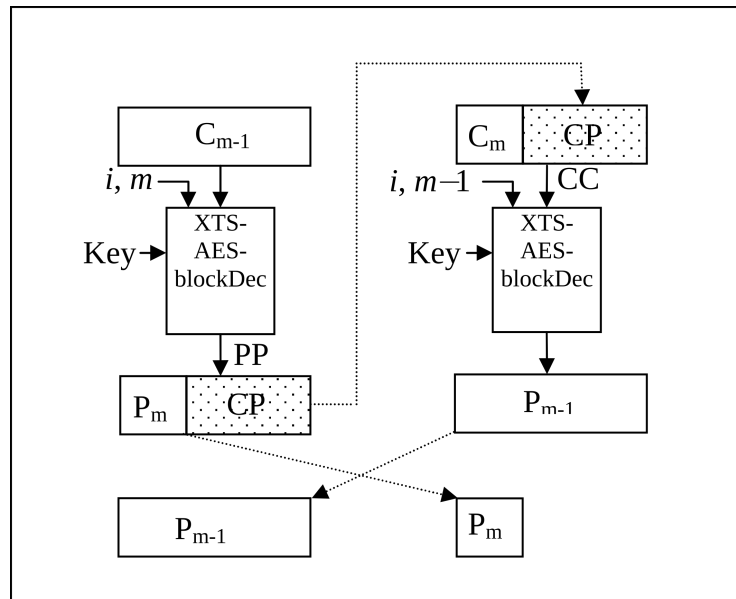 C_m-1
C_m CP
i, m
i, m–1 CC
Key
XTS-
AES-
blockDec
Key
XTS-
AES-
blockDec
PP
P_m CP
P_m-1
P_m-1
P_m